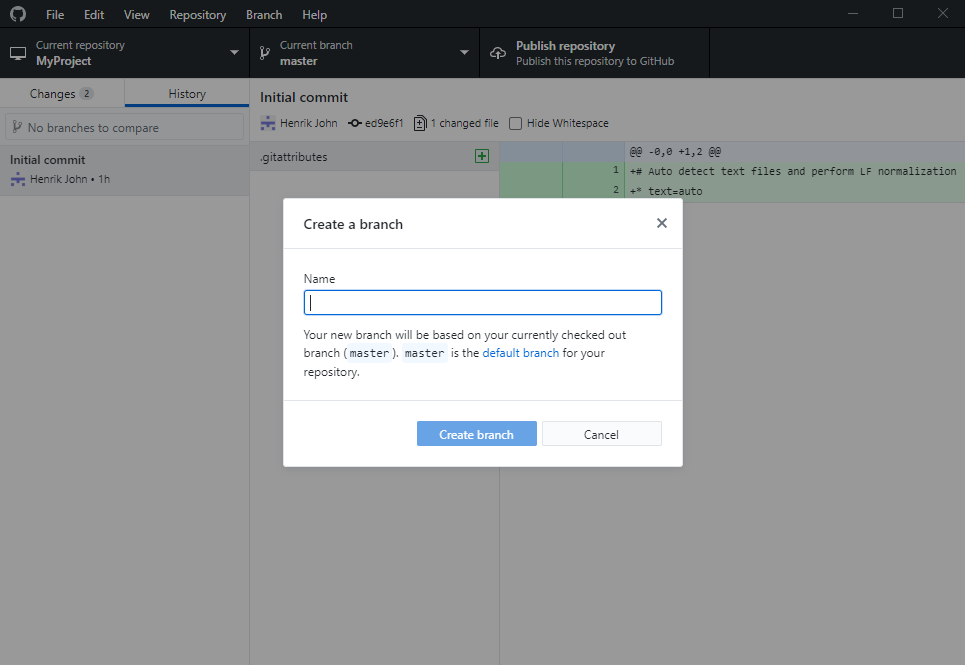 File Edit View Repository Branch Help
Current repository
MyProject
Current branch
master
Publish repository
Publish this repository to GitHub
Changes 2 History
No branches to compare
Initial commit
Henrik John • 1h
Initial commit
Henrik John ed9e6f1 1 changed file Hide Whitespace
.gitattributes
@@ -0,0 +1,2 @@
1 +# Auto detect text files and perform LF normalization
2 +* text=auto
Create a branch
Name
Your new branch will be based on your currently checked out
branch (master). master is the default branch for your
repository.
Create branch Cancel